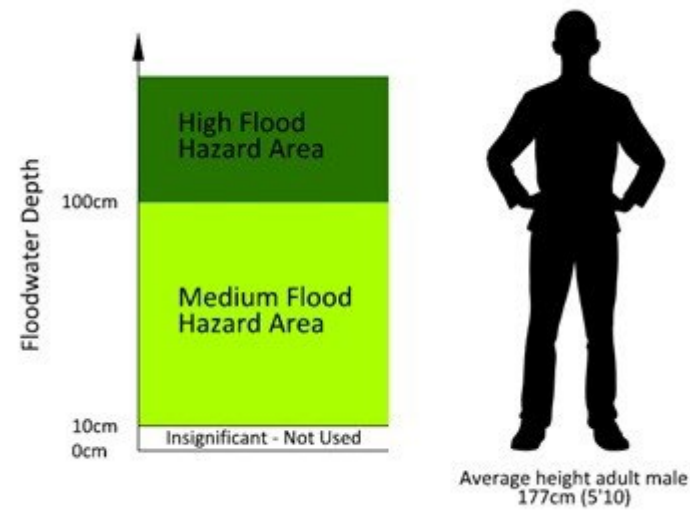 Floodwater Depth
High Flood
Hazard Area
100cm
Medium Flood
Hazard Area
10cm
Insignificant - Not Used
0cm
Average height adult male
177cm (5'10)